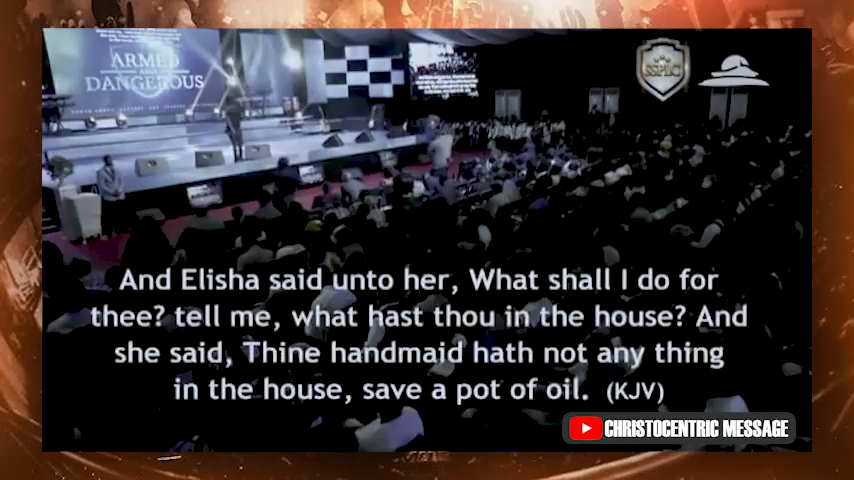 ARMED
AND
DANGEROUS
SSPMC
And Elisha said unto her, What shall I do for
thee? tell me, what hast thou in the house? And
she said, Thine handmaid hath not any thing
in the house, save a pot of oil. (KJV)
CHRISTOCENTRIC MESSAGE